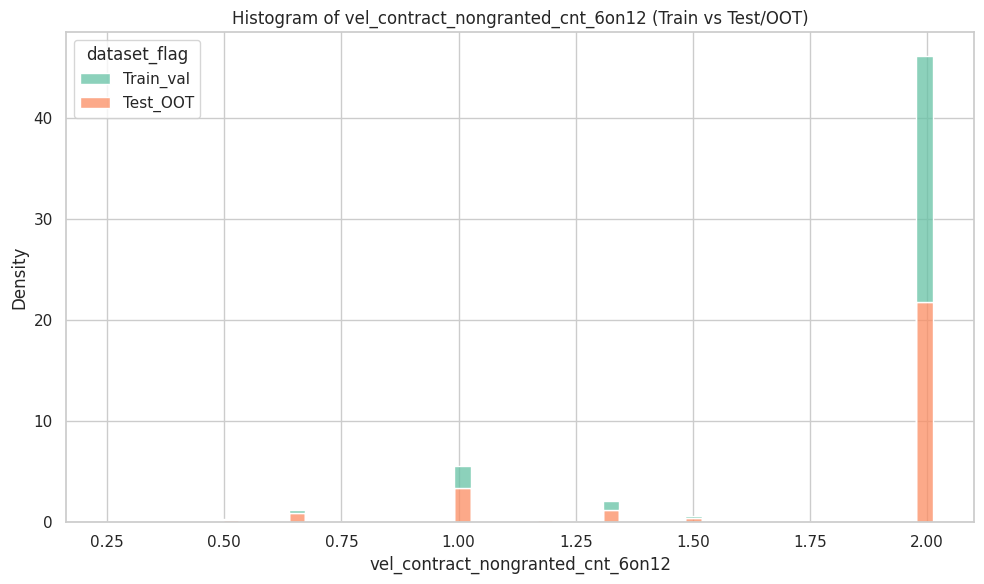 Histogram of vel_contract_nongranted_cnt_6on12 (Train vs Test/OOT)
dataset_flag
Train_val
Test_OOT
Density
40
30
20
10
0
0.25 0.50 0.75 1.00 1.25 1.50 1.75 2.00
vel_contract_nongranted_cnt_6on12